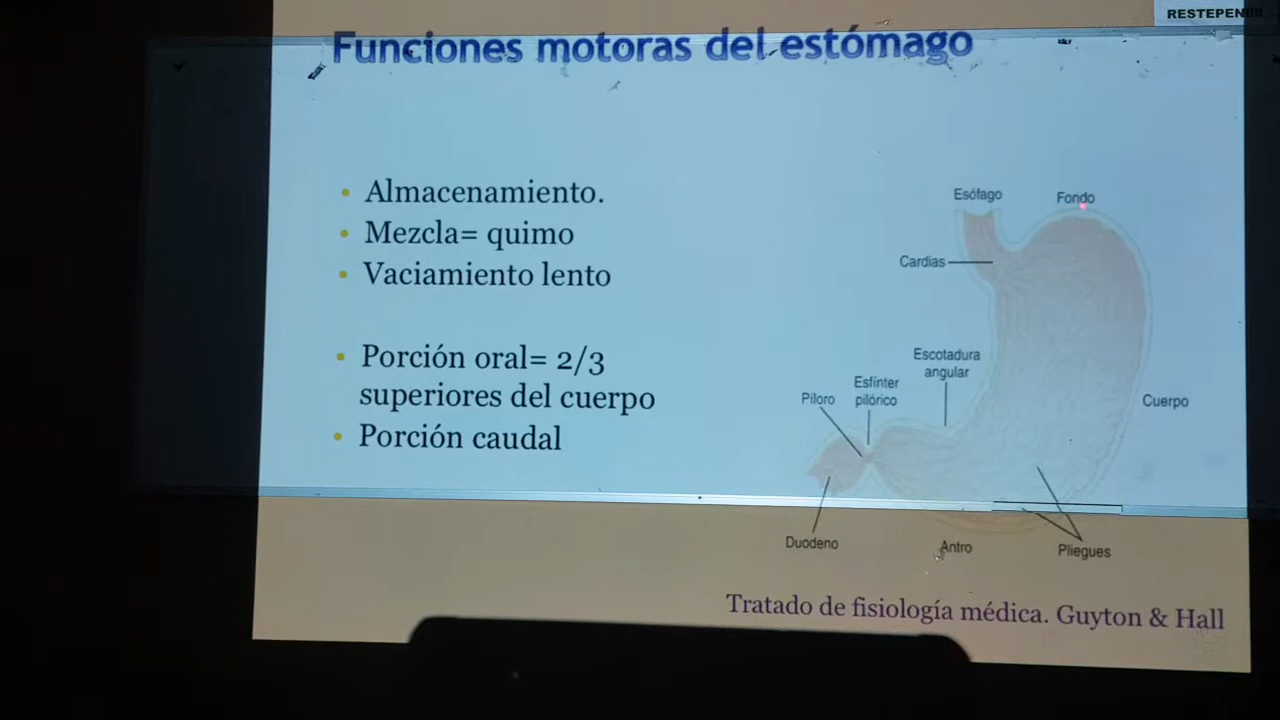 RESTEPEN!!!!
Funciones motoras del estómago
Almacenamiento.
Mezcla= quimo
Vaciamiento lento
Porción oral= 2/3
superiores del cuerpo
Porción caudal
Esófago
Fondo
Cardias
Escotadura
angular
Esfínter
pilórico
Píloro
Cuerpo
Duodeno
Antro
Pliegues
Tratado de fisiología médica. Guyton & Hall